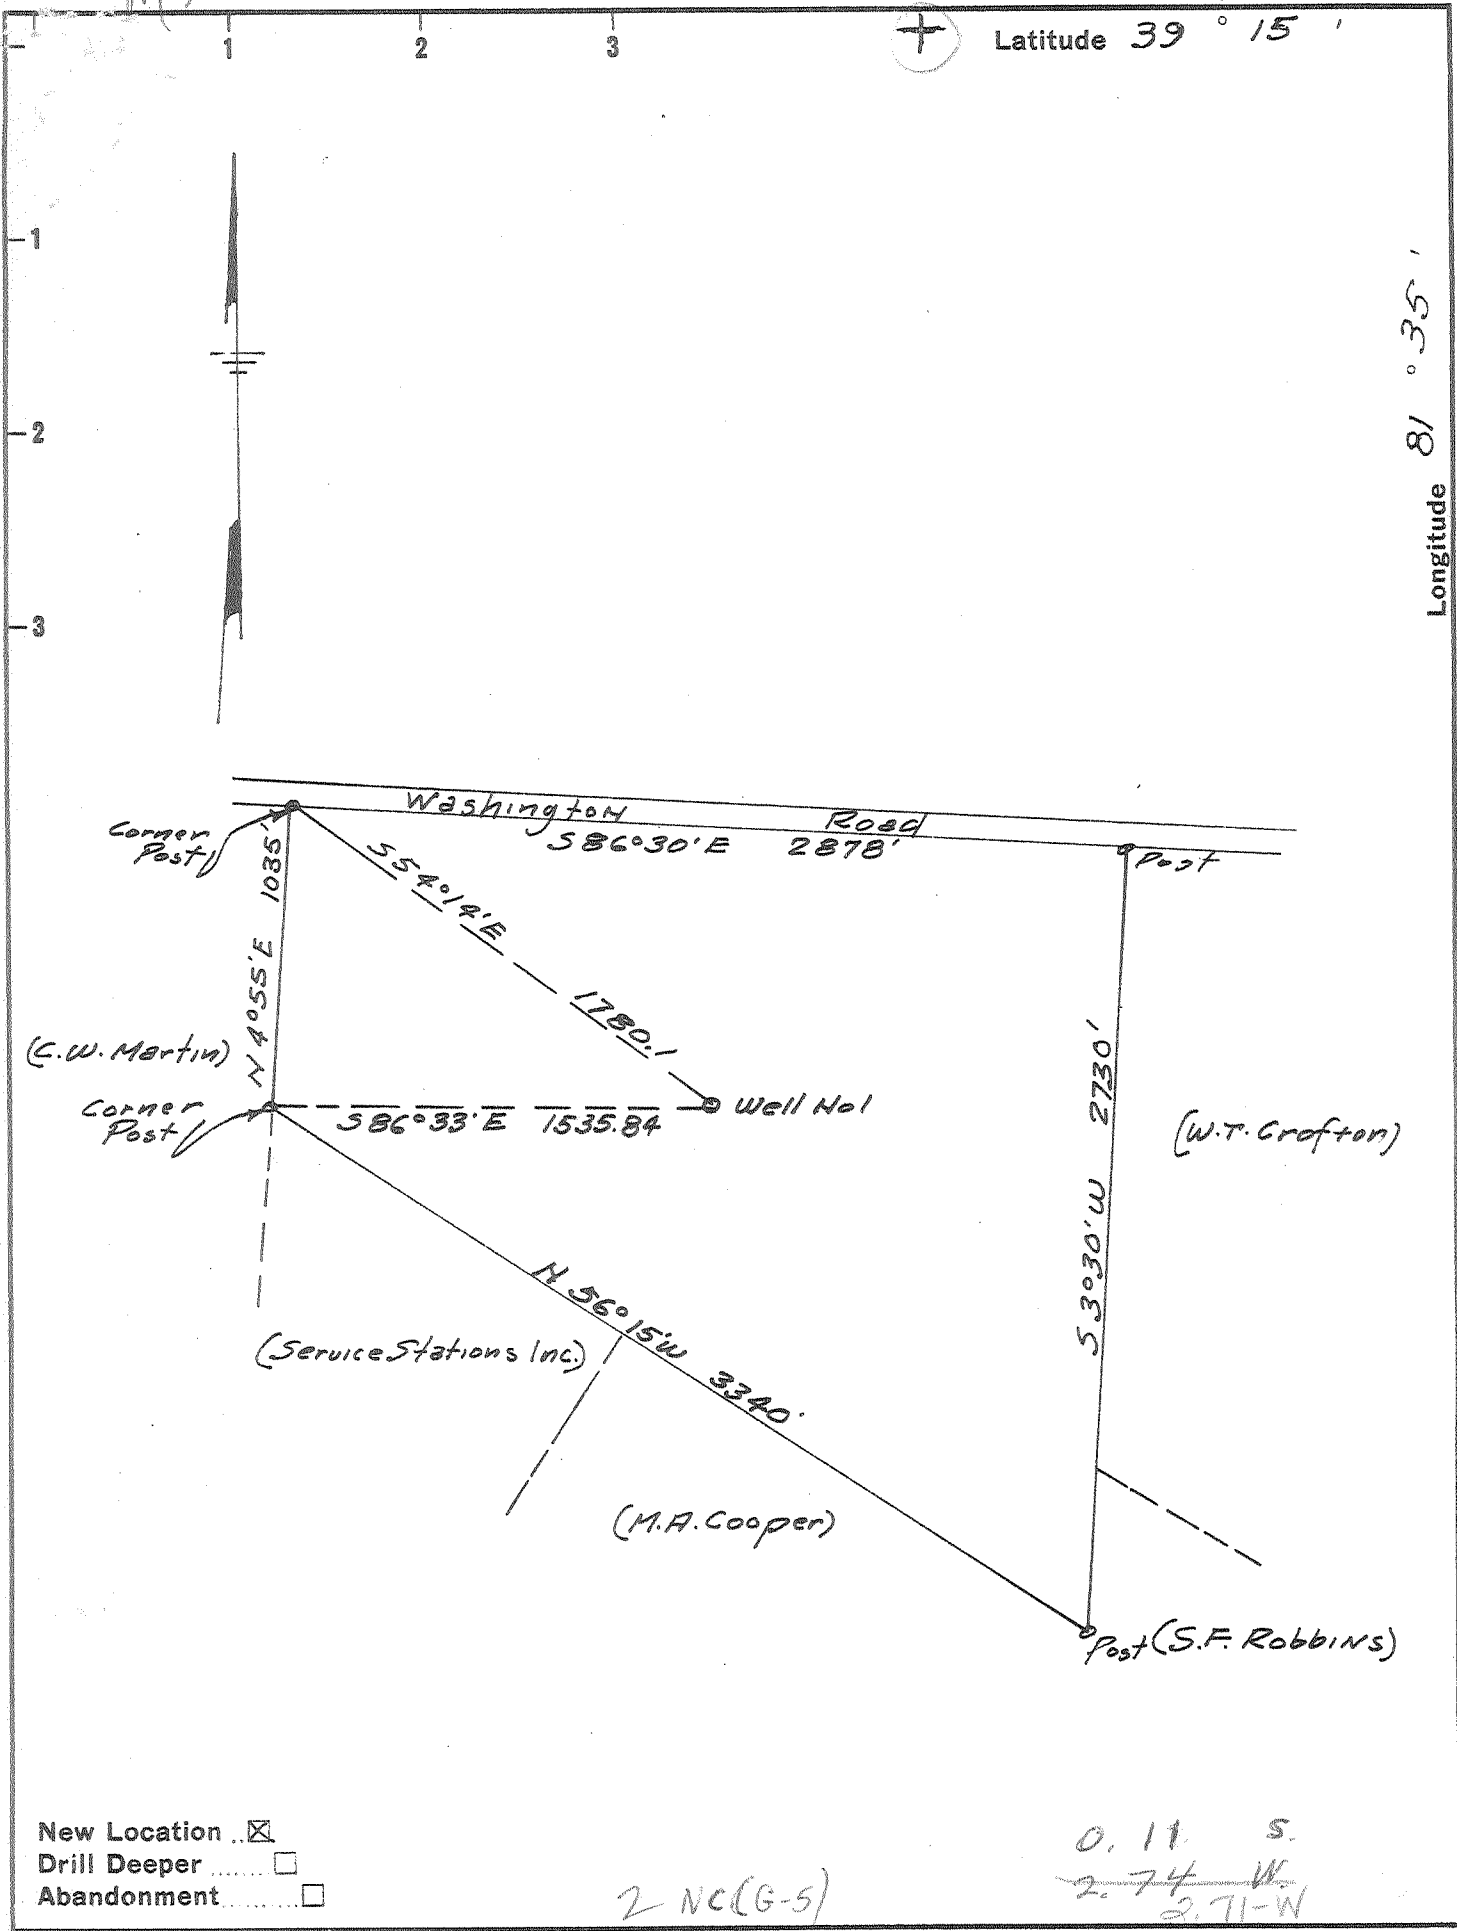 1 2 3 + Latitude 39 ° 15 '
1
2
3
Longitude 81 ° 35 '
Washington Road
S 86°30' E 2878'
Corner
Post
Post
N 4°55' E 1035'
S 54°14' E 1780.1
(C.W. Martin)
Corner
Post
S 86°33' E 1535.84
Well No1
S 3°30' W 2730'
(W.T. Crofton)
N 56°15' W 3340'
(Service Stations Inc.)
(M.A. Cooper)
Post (S.F. Robbins)
New Location ☒
Drill Deeper ☐
Abandonment ☐
2 NC (G-5)
0.11 S.
2.74 W.
2.71-W